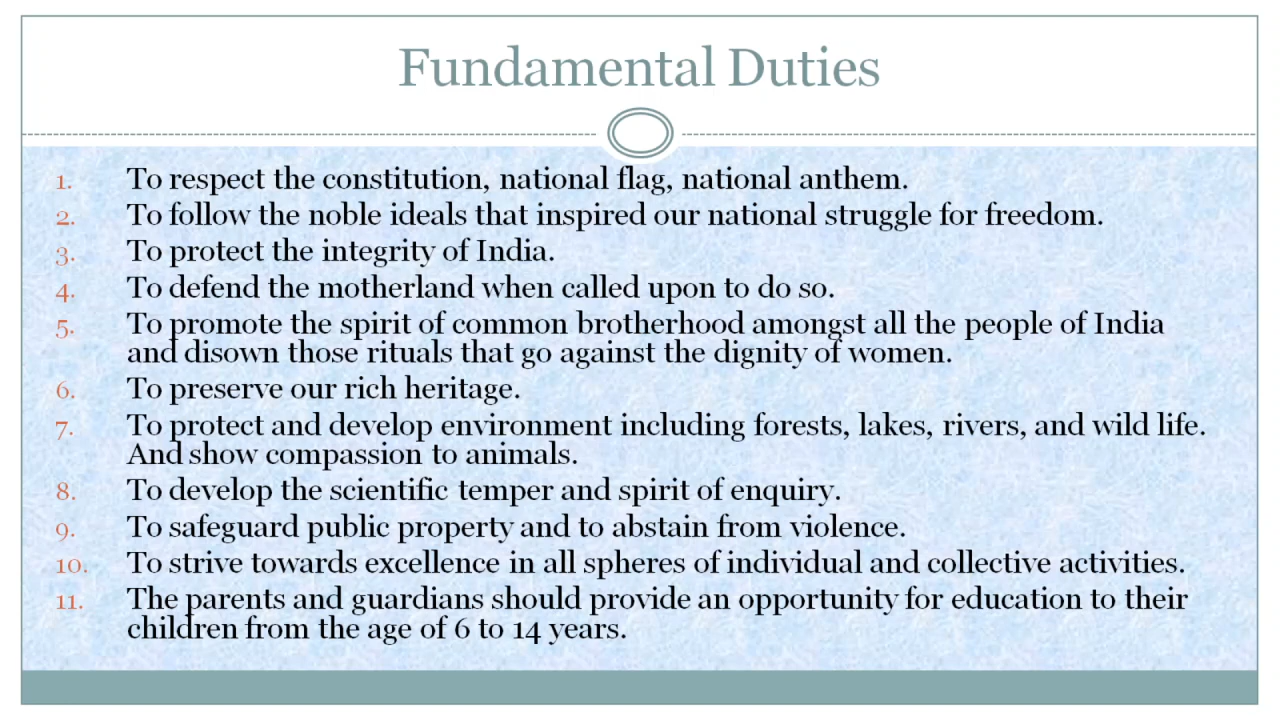 Fundamental Duties
1. To respect the constitution, national flag, national anthem.
2. To follow the noble ideals that inspired our national struggle for freedom.
3. To protect the integrity of India.
4. To defend the motherland when called upon to do so.
5. To promote the spirit of common brotherhood amongst all the people of India
and disown those rituals that go against the dignity of women.
6. To preserve our rich heritage.
7. To protect and develop environment including forests, lakes, rivers, and wild life.
And show compassion to animals.
8. To develop the scientific temper and spirit of enquiry.
9. To safeguard public property and to abstain from violence.
10. To strive towards excellence in all spheres of individual and collective activities.
11. The parents and guardians should provide an opportunity for education to their
children from the age of 6 to 14 years.